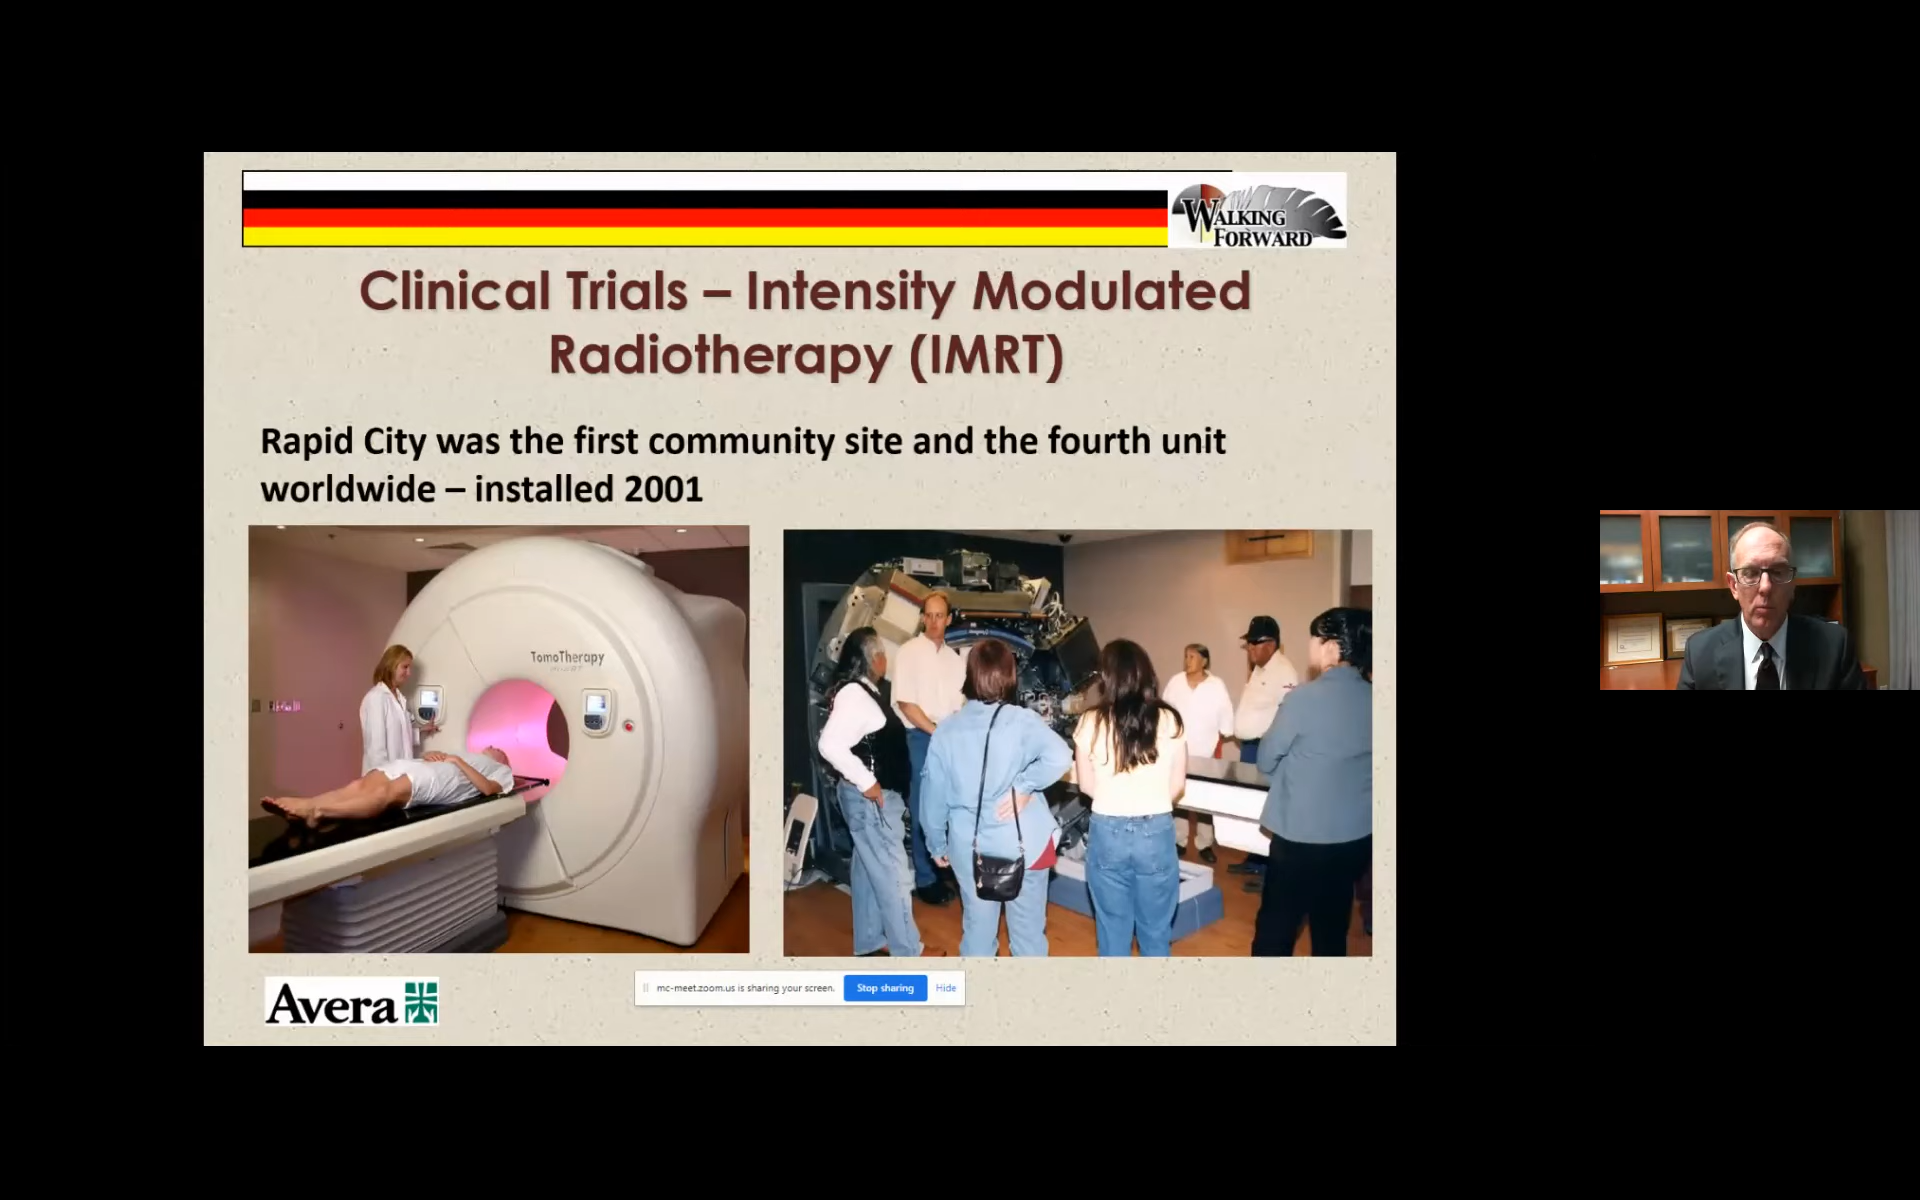 WALKING
FORWARD
Clinical Trials – Intensity Modulated
Radiotherapy (IMRT)
Rapid City was the first community site and the fourth unit
worldwide – installed 2001
TomoTherapy
Avera
mc-meet.zoom.us is sharing your screen.
Stop sharing
Hide